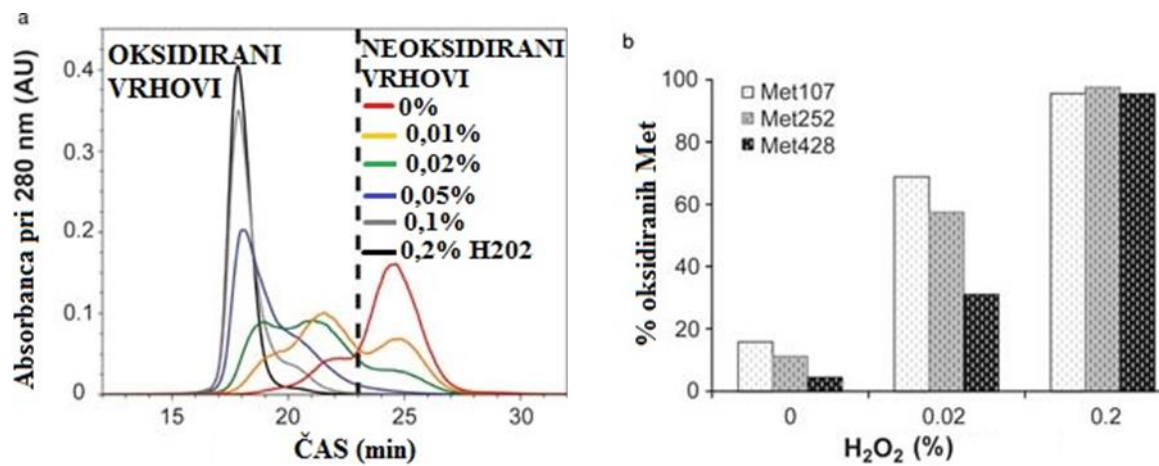 a
Absorbanca pri 280 nm (AU)
0.4
0.3
0.2
0.1
0
OKSIDIRANI
VRHOVI
NEOKSIDIRANI
VRHOVI
0%
0,01%
0,02%
0,05%
0,1%
0,2% H202
15
20
25
30
ČAS (min)
b
% oksidiranih Met
100
80
60
40
20
0
Met107
Met252
Met428
0
0.02
0.2
H₂O₂ (%)